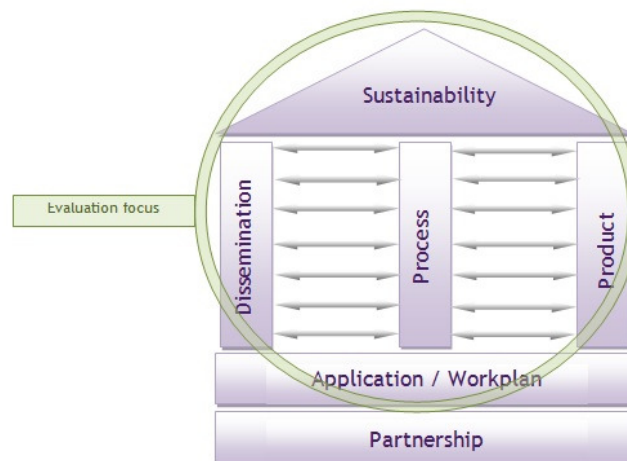 Sustainability
Evaluation focus
Dissemination
Process
Product
Application / Workplan
Partnership